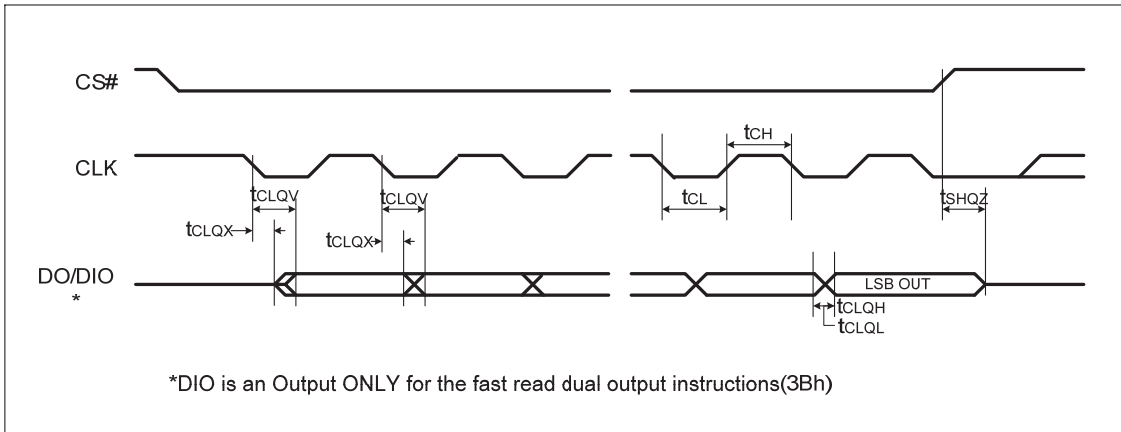 CS#
CLK
tCH
tCLQV
tCLQV
tCL
tSHQZ
tCLQX
tCLQX
DO/DIO
*
LSB OUT
tCLQH
tCLQL
*DIO is an Output ONLY for the fast read dual output instructions(3Bh)